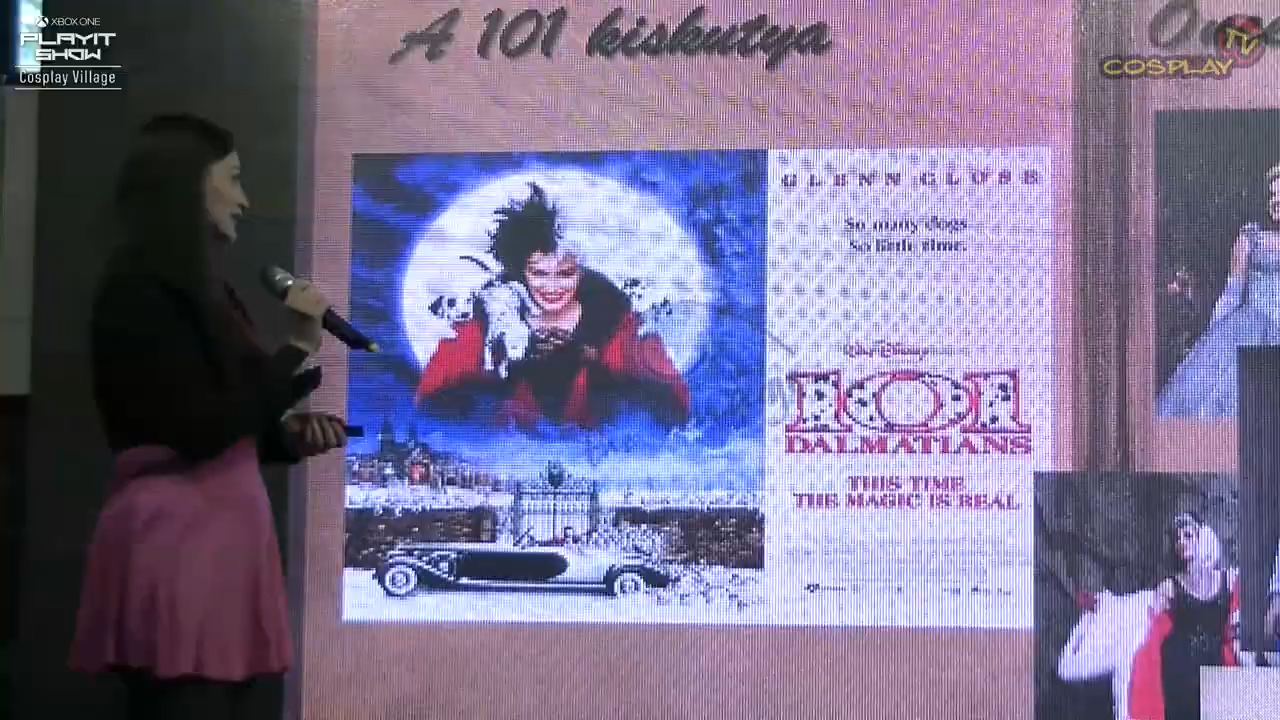 XBOX ONE
PLAYIT
SHOW
Cosplay Village
A 101 kiskutya
TV
COSPLAY
GLENN CLOSE
So many dogs
So little time.
Walt Disney
101
DALMATIANS
THIS TIME
THE MAGIC IS REAL